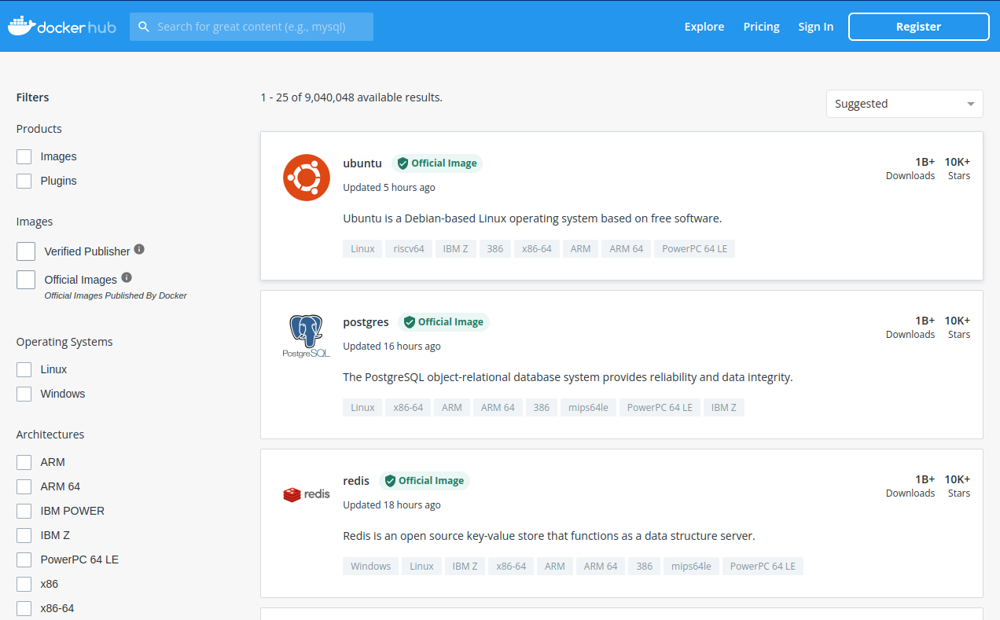 docker hub
Search for great content (e.g., mysql)
Explore
Pricing
Sign In
Register
Filters
Products
Images
Plugins
Images
Verified Publisher
Official Images
Official Images Published By Docker
Operating Systems
Linux
Windows
Architectures
ARM
ARM 64
IBM POWER
IBM Z
PowerPC 64 LE
x86
x86-64
1 - 25 of 9,040,048 available results.
Suggested
ubuntu Official Image
Updated 5 hours ago
1B+ 10K+
Downloads Stars
Ubuntu is a Debian-based Linux operating system based on free software.
Linux riscv64 IBM Z 386 x86-64 ARM ARM 64 PowerPC 64 LE
PostgreSQL
postgres Official Image
Updated 16 hours ago
1B+ 10K+
Downloads Stars
The PostgreSQL object-relational database system provides reliability and data integrity.
Linux x86-64 ARM ARM 64 386 mips64le PowerPC 64 LE IBM Z
redis
redis Official Image
Updated 18 hours ago
1B+ 10K+
Downloads Stars
Redis is an open source key-value store that functions as a data structure server.
Windows Linux IBM Z x86-64 ARM ARM 64 386 mips64le PowerPC 64 LE